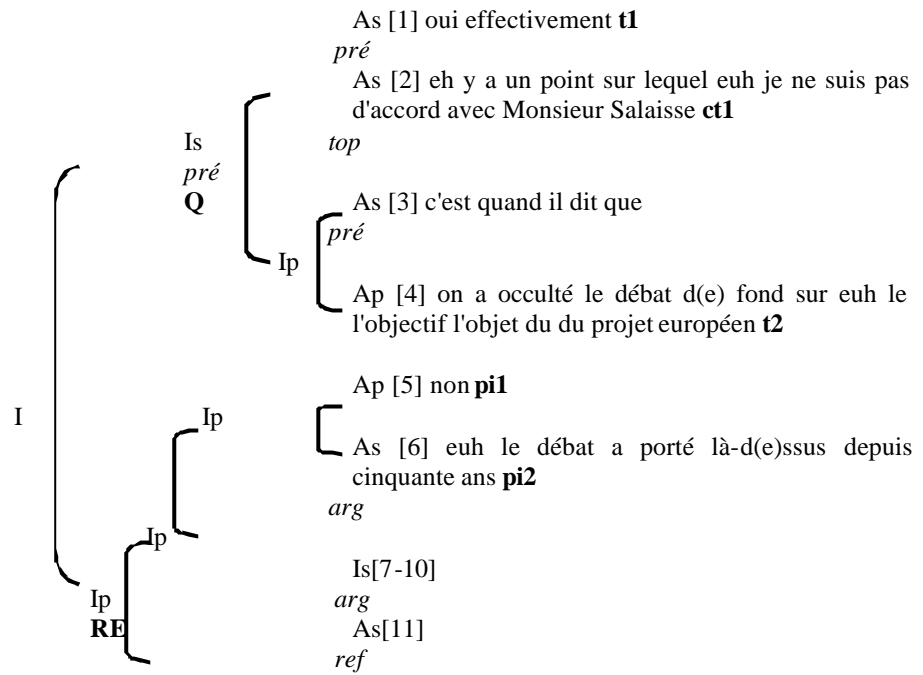 As [1] oui effectivement t1
pré
As [2] eh y a un point sur lequel euh je ne suis pas
d'accord avec Monsieur Salaisse ct1
Is top
pré
Q
As [3] c'est quand il dit que
pré
Ip
Ap [4] on a occulté le débat d(e) fond sur euh le
l'objectif l'objet du du projet européen t2
Ap [5] non pi1
I Ip
As [6] euh le débat a porté là-d(e)ssus depuis
cinquante ans pi2
arg
Ip
Is[7-10]
Ip arg
RE As[11]
ref